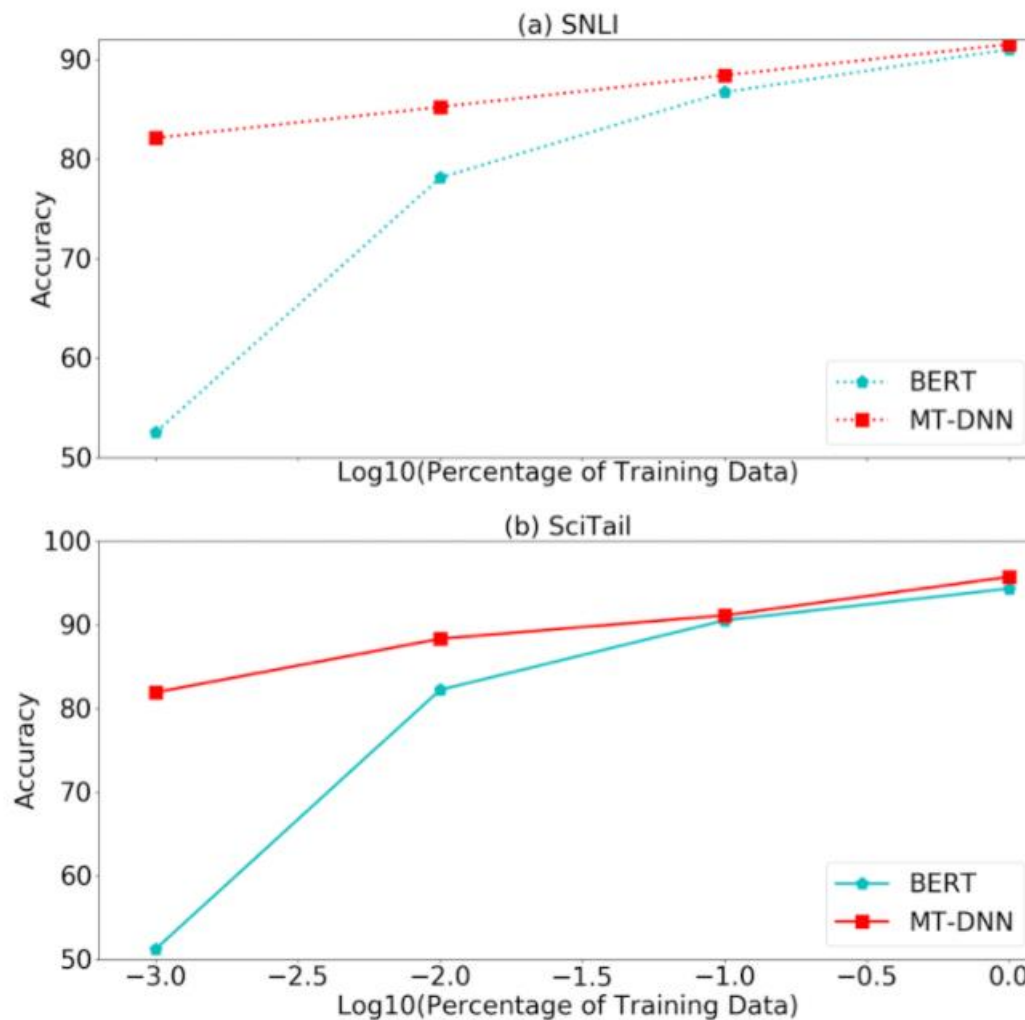 (a) SNLI
90
80
70
60
50
Accuracy
BERT
MT-DNN
Log10(Percentage of Training Data)
(b) SciTail
100
90
80
70
60
50
Accuracy
BERT
MT-DNN
−3.0 −2.5 −2.0 −1.5 −1.0 −0.5 0.0
Log10(Percentage of Training Data)